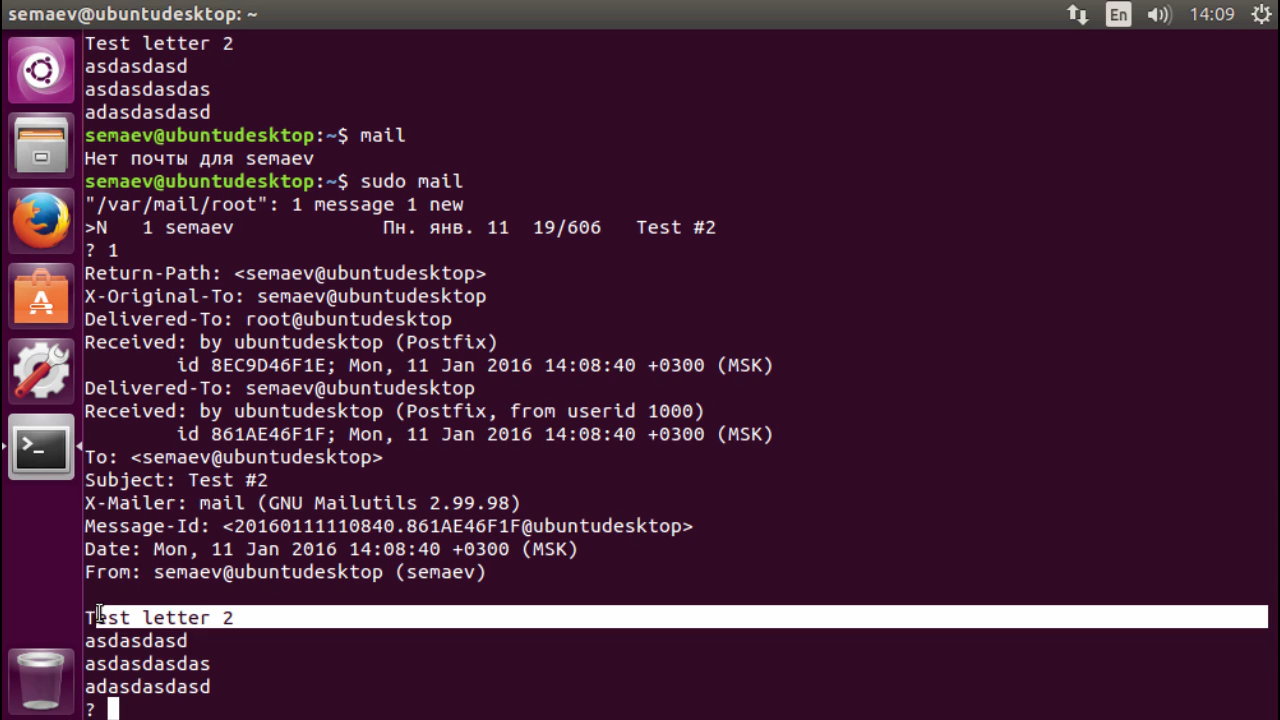 semaev@ubuntudesktop: ~ En 14:09
Test letter 2
asdasdasd
asdasdasdas
adasdasdasd
semaev@ubuntudesktop:~$ mail
Нет почты для semaev
semaev@ubuntudesktop:~$ sudo mail
"/var/mail/root": 1 message 1 new
>N 1 semaev Пн. янв. 11 19/606 Test #2
? 1
Return-Path: <semaev@ubuntudesktop>
X-Original-To: semaev@ubuntudesktop
Delivered-To: root@ubuntudesktop
Received: by ubuntudesktop (Postfix)
id 8EC9D46F1E; Mon, 11 Jan 2016 14:08:40 +0300 (MSK)
Delivered-To: semaev@ubuntudesktop
Received: by ubuntudesktop (Postfix, from userid 1000)
id 861AE46F1F; Mon, 11 Jan 2016 14:08:40 +0300 (MSK)
To: <semaev@ubuntudesktop>
Subject: Test #2
X-Mailer: mail (GNU Mailutils 2.99.98)
Message-Id: <20160111110840.861AE46F1F@ubuntudesktop>
Date: Mon, 11 Jan 2016 14:08:40 +0300 (MSK)
From: semaev@ubuntudesktop (semaev)
Test letter 2
asdasdasd
asdasdasdas
adasdasdasd
?